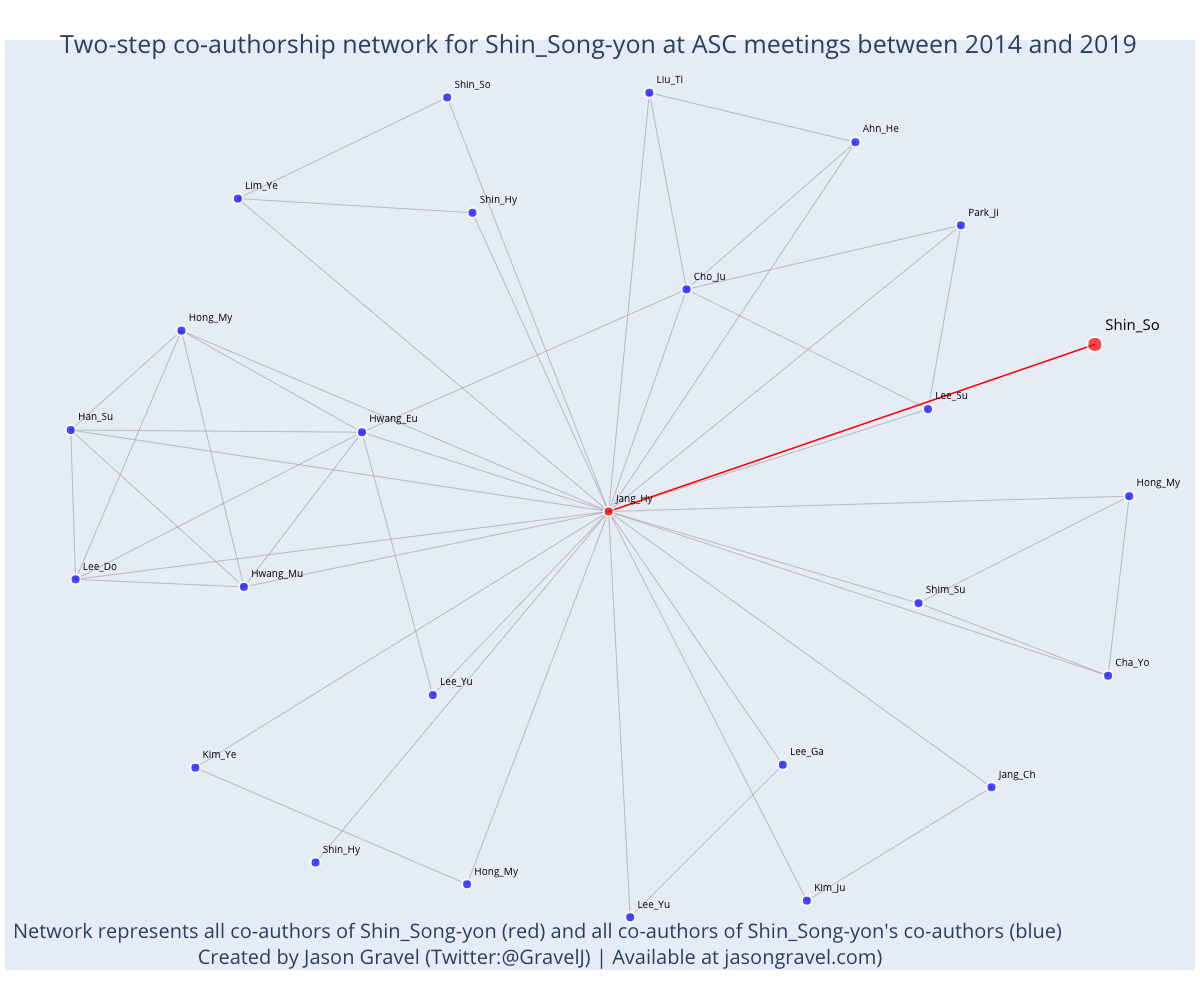 Two-step co-authorship network for Shin_Song-yon at ASC meetings between 2014 and 2019
Shin_So
Liu_Ti
Ahn_He
Lim_Ye
Shin_Hy
Park_Ji
Cho_Ju
Hong_My
Shin_So
Lee_Su
Han_Su
Hwang_Eu
Jang_Hy
Hong_My
Lee_Do
Hwang_Mu
Shim_Su
Cha_Yo
Lee_Yu
Kim_Ye
Lee_Ga
Jang_Ch
Shin_Hy
Hong_My
Kim_Ju
Lee_Yu
Network represents all co-authors of Shin_Song-yon (red) and all co-authors of Shin_Song-yon's co-authors (blue)
Created by Jason Gravel (Twitter:@GravelJ) | Available at jasongravel.com)